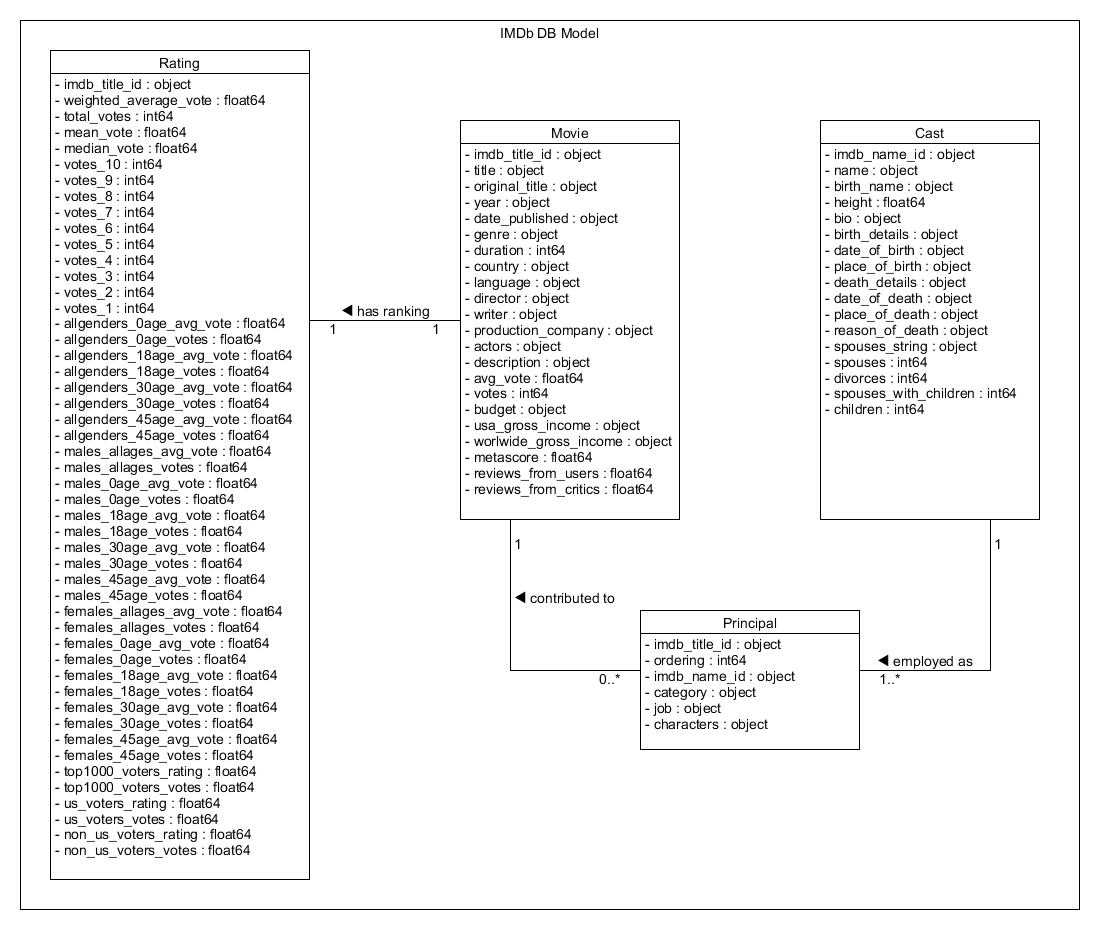 IMDb DB Model
Rating
- imdb_title_id : object
- weighted_average_vote : float64
- total_votes : int64
- mean_vote : float64
- median_vote : float64
- votes_10 : int64
- votes_9 : int64
- votes_8 : int64
- votes_7 : int64
- votes_6 : int64
- votes_5 : int64
- votes_4 : int64
- votes_3 : int64
- votes_2 : int64
- votes_1 : int64
- allgenders_0age_avg_vote : float64
- allgenders_0age_votes : float64
- allgenders_18age_avg_vote : float64
- allgenders_18age_votes : float64
- allgenders_30age_avg_vote : float64
- allgenders_30age_votes : float64
- allgenders_45age_avg_vote : float64
- allgenders_45age_votes : float64
- males_allages_avg_vote : float64
- males_allages_votes : float64
- males_0age_avg_vote : float64
- males_0age_votes : float64
- males_18age_avg_vote : float64
- males_18age_votes : float64
- males_30age_avg_vote : float64
- males_30age_votes : float64
- males_45age_avg_vote : float64
- males_45age_votes : float64
- females_allages_avg_vote : float64
- females_allages_votes : float64
- females_0age_avg_vote : float64
- females_0age_votes : float64
- females_18age_avg_vote : float64
- females_18age_votes : float64
- females_30age_avg_vote : float64
- females_30age_votes : float64
- females_45age_avg_vote : float64
- females_45age_votes : float64
- top1000_voters_rating : float64
- top1000_voters_votes : float64
- us_voters_rating : float64
- us_voters_votes : float64
- non_us_voters_rating : float64
- non_us_voters_votes : float64
◀ has ranking
1
1
Movie
- imdb_title_id : object
- title : object
- original_title : object
- year : object
- date_published : object
- genre : object
- duration : int64
- country : object
- language : object
- director : object
- writer : object
- production_company : object
- actors : object
- description : object
- avg_vote : float64
- votes : int64
- budget : object
- usa_gross_income : object
- worlwide_gross_income : object
- metascore : float64
- reviews_from_users : float64
- reviews_from_critics : float64
Cast
- imdb_name_id : object
- name : object
- birth_name : object
- height : float64
- bio : object
- birth_details : object
- date_of_birth : object
- place_of_birth : object
- death_details : object
- date_of_death : object
- place_of_death : object
- reason_of_death : object
- spouses_string : object
- spouses : int64
- divorces : int64
- spouses_with_children : int64
- children : int64
1
◀ contributed to
0..*
1
◀ employed as
1..*
Principal
- imdb_title_id : object
- ordering : int64
- imdb_name_id : object
- category : object
- job : object
- characters : object